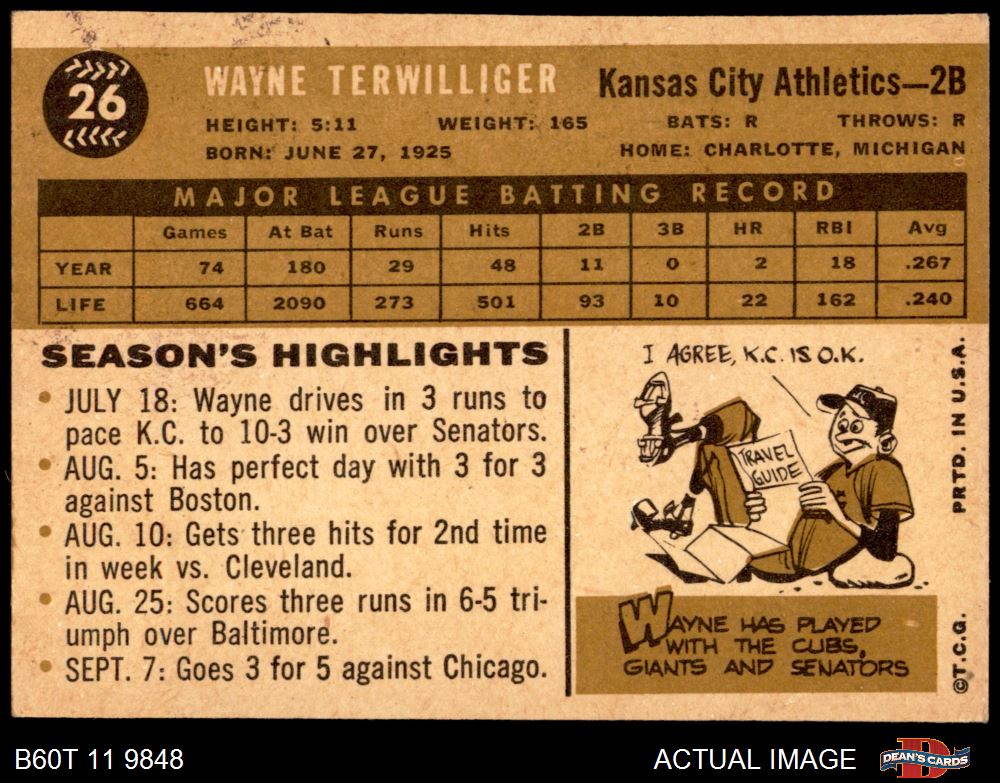 26
WAYNE TERWILLIGER
Kansas City Athletics—2B
HEIGHT: 5:11 WEIGHT: 165 BATS: R THROWS: R
BORN: JUNE 27, 1925 HOME: CHARLOTTE, MICHIGAN
MAJOR LEAGUE BATTING RECORD
Games At Bat Runs Hits 2B 3B HR RBI Avg
YEAR 74 180 29 48 11 0 2 18 .267
LIFE 664 2090 273 501 93 10 22 162 .240
SEASON'S HIGHLIGHTS
• JULY 18: Wayne drives in 3 runs to
pace K.C. to 10-3 win over Senators.
• AUG. 5: Has perfect day with 3 for 3
against Boston.
• AUG. 10: Gets three hits for 2nd time
in week vs. Cleveland.
• AUG. 25: Scores three runs in 6-5 tri-
umph over Baltimore.
• SEPT. 7: Goes 3 for 5 against Chicago.
I AGREE, K.C. IS O.K.
KC
TRAVEL
GUIDE
WAYNE HAS PLAYED
WITH THE CUBS,
GIANTS AND SENATORS
©T.C.G. PRTD. IN U.S.A.
B60T 11 9848
ACTUAL IMAGE
DEAN'S CARDS